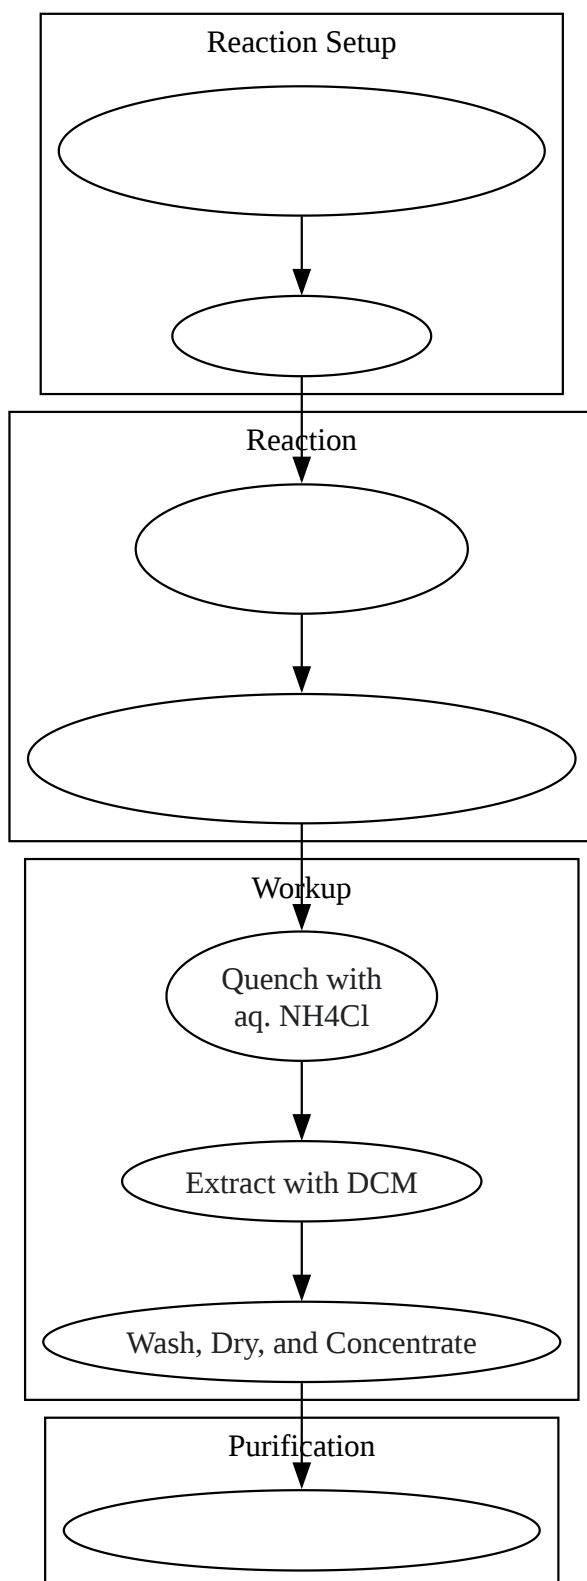 Reaction Setup
Reaction
Workup
Quench with
aq. NH4Cl
Extract with DCM
Wash, Dry, and Concentrate
Purification